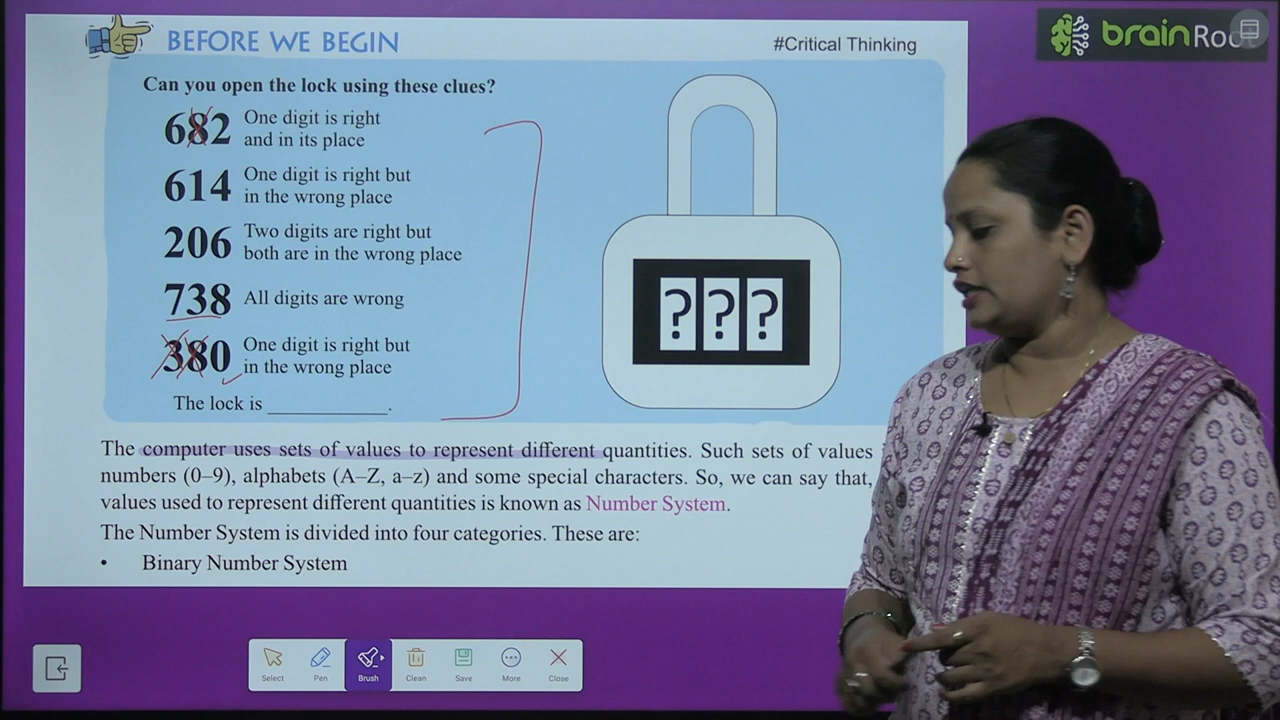 BEFORE WE BEGIN
#Critical Thinking
brainRoo
Can you open the lock using these clues?
682 One digit is right
and in its place
614 One digit is right but
in the wrong place
206 Two digits are right but
both are in the wrong place
738 All digits are wrong
380 One digit is right but
in the wrong place
The lock is ____________.
? ? ?
The computer uses sets of values to represent different quantities. Such sets of values
numbers (0–9), alphabets (A–Z, a–z) and some special characters. So, we can say that,
values used to represent different quantities is known as Number System.
The Number System is divided into four categories. These are:
• Binary Number System
Select Pen Brush Clean Save More Close